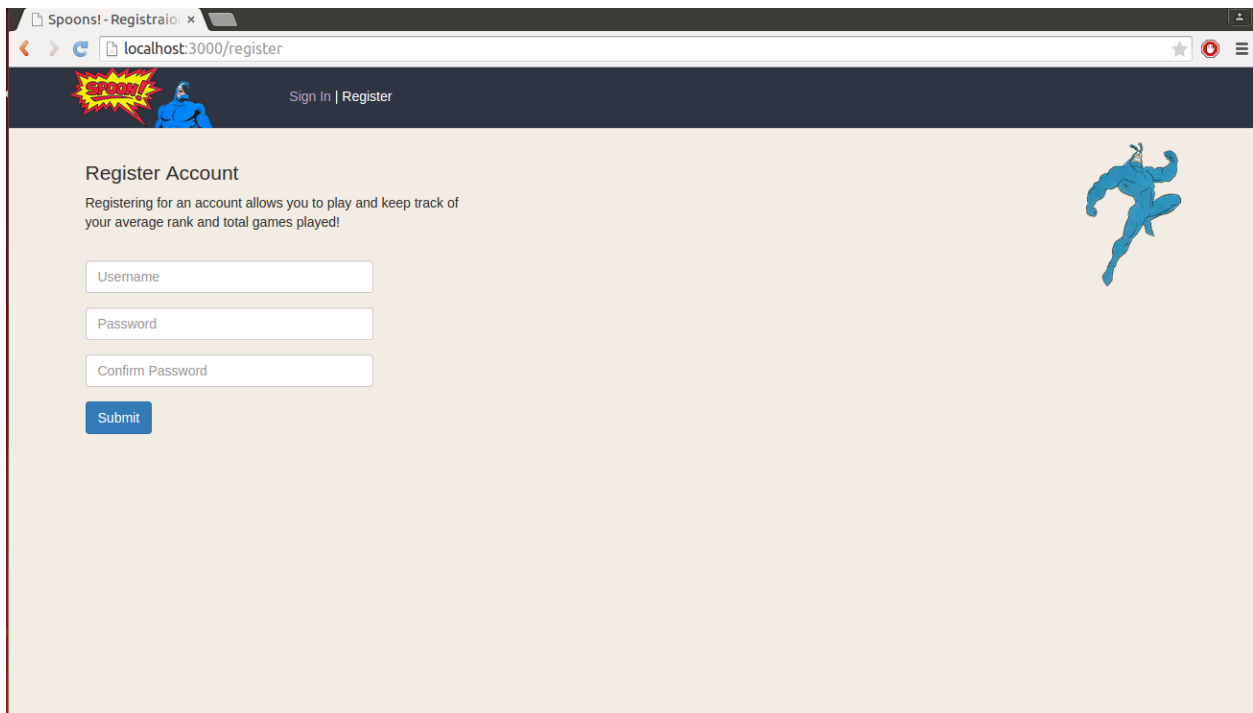 Spoons! - Registraio
localhost:3000/register
SPOON!
Sign In | Register
Register Account
Registering for an account allows you to play and keep track of
your average rank and total games played!
Username
Password
Confirm Password
Submit